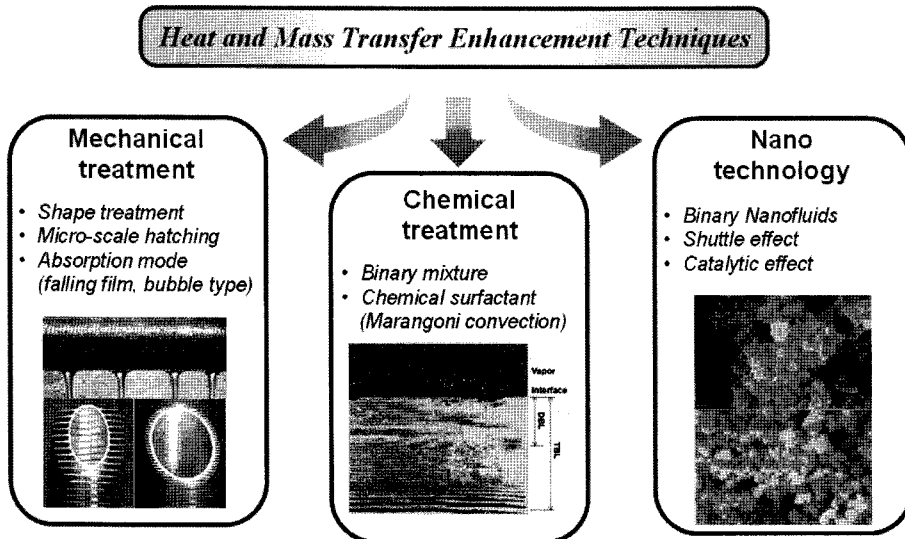 Heat and Mass Transfer Enhancement Techniques
Mechanical
treatment
• Shape treatment
• Micro-scale hatching
• Absorption mode
(falling film, bubble type)
Chemical
treatment
• Binary mixture
• Chemical surfactant
(Marangoni convection)
Vapor
Interface
DBL
TBL
Nano
technology
• Binary Nanofluids
• Shuttle effect
• Catalytic effect